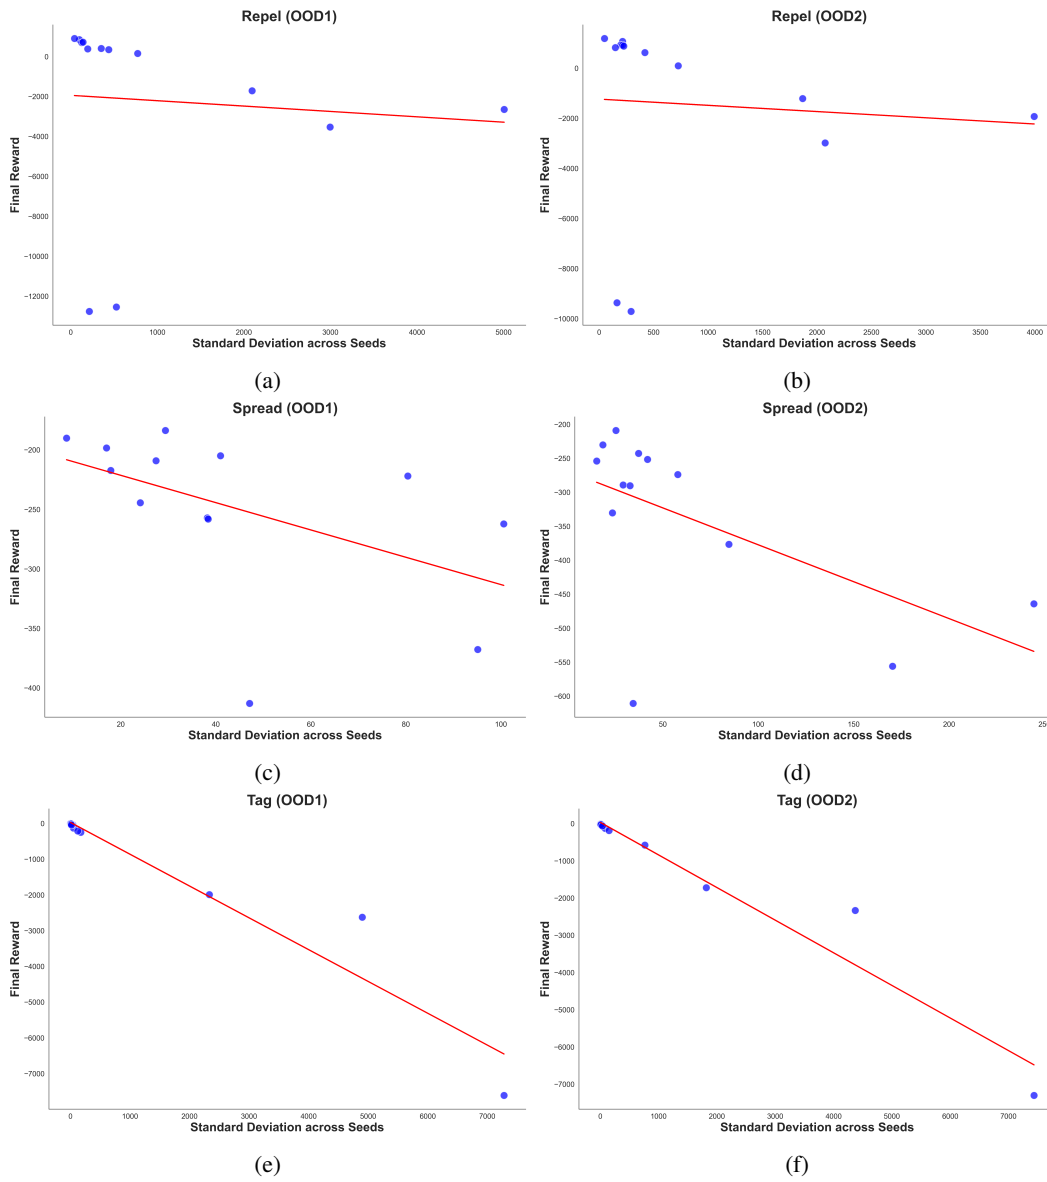 Repel (OOD1)
Final Reward
0
−2000
−4000
−6000
−8000
−10000
−12000
0 1000 2000 3000 4000 5000
Standard Deviation across Seeds
(a)
Repel (OOD2)
Final Reward
0
−2000
−4000
−6000
−8000
−10000
0 500 1000 1500 2000 2500 3000 3500 4000
Standard Deviation across Seeds
(b)
Spread (OOD1)
Final Reward
−200
−250
−300
−350
−400
20 40 60 80 100
Standard Deviation across Seeds
(c)
Spread (OOD2)
Final Reward
−200
−250
−300
−350
−400
−450
−500
−550
−600
50 100 150 200
Standard Deviation across Seeds
(d)
Tag (OOD1)
Final Reward
0
−1000
−2000
−3000
−4000
−5000
−6000
−7000
0 1000 2000 3000 4000 5000 6000 7000
Standard Deviation across Seeds
(e)
Tag (OOD2)
Final Reward
0
−1000
−2000
−3000
−4000
−5000
−6000
−7000
0 1000 2000 3000 4000 5000 6000 7000
Standard Deviation across Seeds
(f)